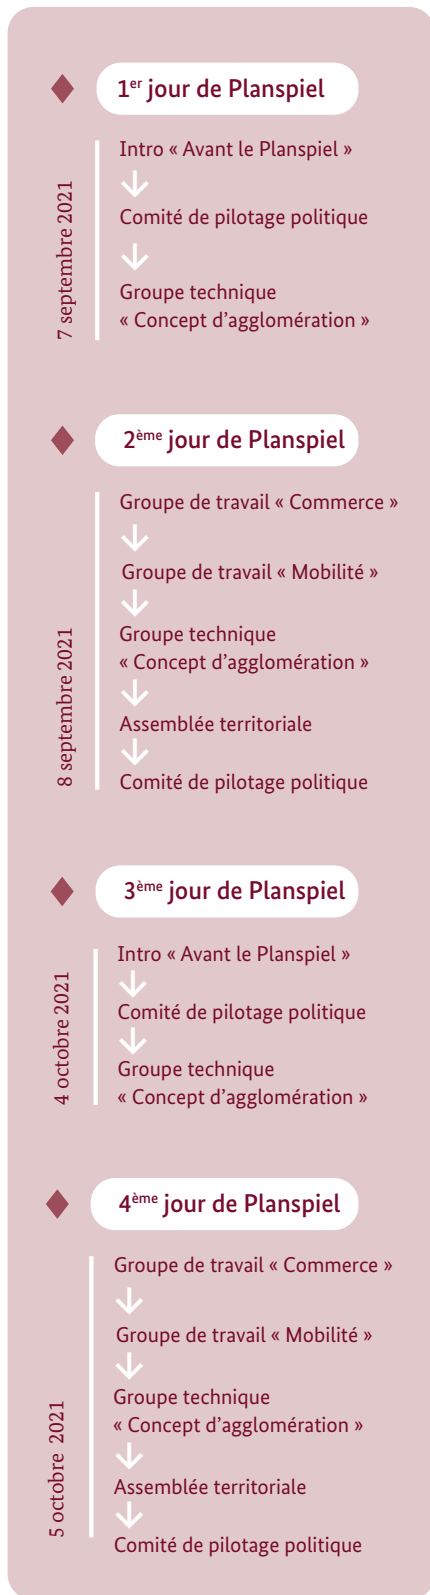 1er jour de Planspiel
7 septembre 2021
Intro « Avant le Planspiel »
Comité de pilotage politique
Groupe technique
« Concept d’agglomération »
2ème jour de Planspiel
8 septembre 2021
Groupe de travail « Commerce »
Groupe de travail « Mobilité »
Groupe technique
« Concept d’agglomération »
Assemblée territoriale
Comité de pilotage politique
3ème jour de Planspiel
4 octobre 2021
Intro « Avant le Planspiel »
Comité de pilotage politique
Groupe technique
« Concept d’agglomération »
4ème jour de Planspiel
5 octobre 2021
Groupe de travail « Commerce »
Groupe de travail « Mobilité »
Groupe technique
« Concept d’agglomération »
Assemblée territoriale
Comité de pilotage politique